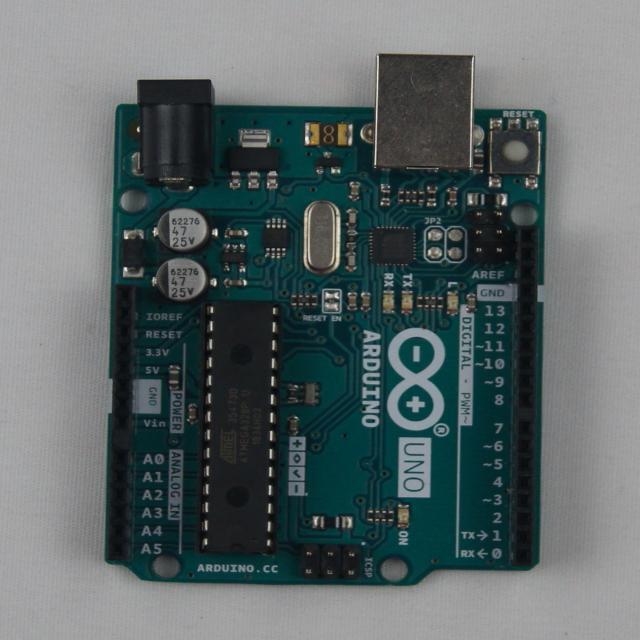 RESET
62276
47
25V
62276
47
25V
JP2
RX
TX
L
RESET EN
AREF
GND
13
12
~11
~10
~9
8
7
~6
~5
4
~3
2
TX→1
RX←0
DIGITAL - PWM~
IOREF
RESET
3.3V
5V
GND
Vin
POWER
A0
A1
A2
A3
A4
A5
ANALOG IN
ARDUINO
UNO
ON
ICSP
ARDUINO.CC